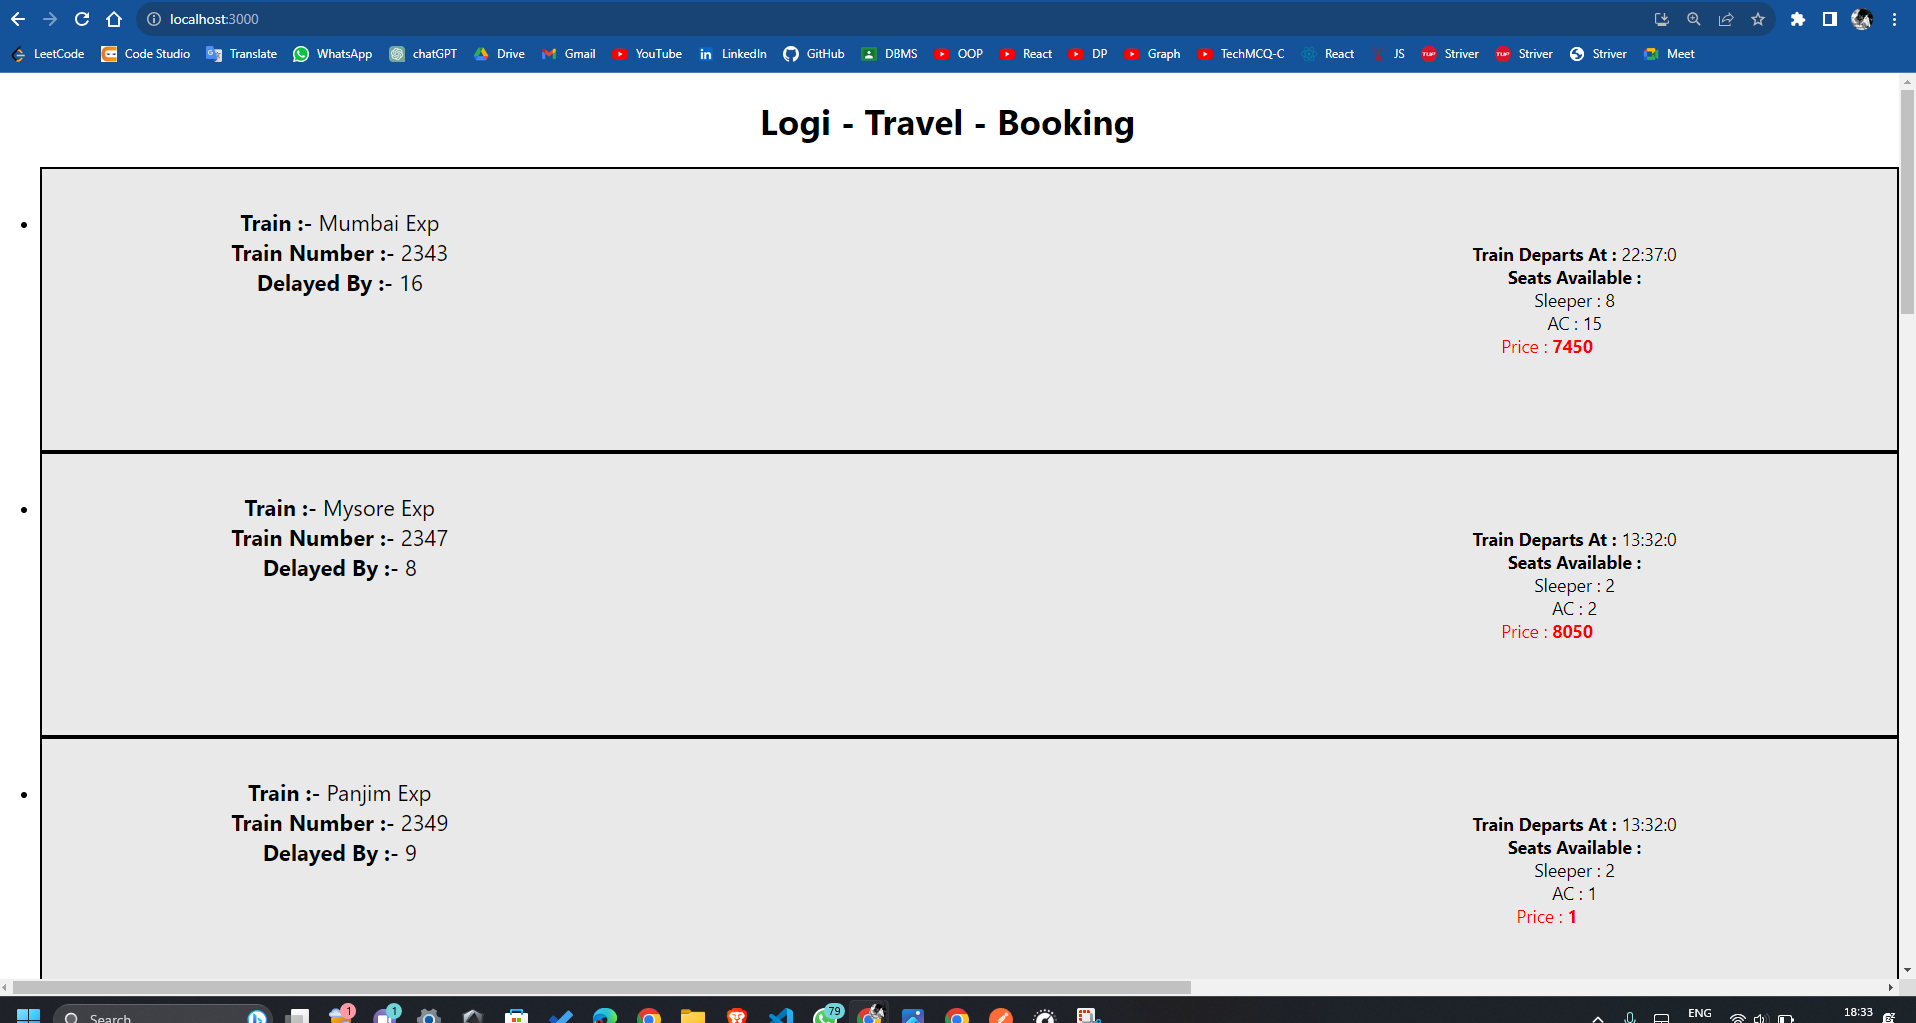 localhost:3000
LeetCode Code Studio Translate WhatsApp chatGPT Drive Gmail YouTube LinkedIn GitHub DBMS OOP React DP Graph TechMCQ-C React JS Striver Striver Striver Meet
Logi - Travel - Booking
Train :- Mumbai Exp
Train Number :- 2343
Delayed By :- 16
Train Departs At : 22:37:0
Seats Available :
Sleeper : 8
AC : 15
Price : 7450
Train :- Mysore Exp
Train Number :- 2347
Delayed By :- 8
Train Departs At : 13:32:0
Seats Available :
Sleeper : 2
AC : 2
Price : 8050
Train :- Panjim Exp
Train Number :- 2349
Delayed By :- 9
Train Departs At : 13:32:0
Seats Available :
Sleeper : 2
AC : 1
Price : 1
Search 1 1 79 ENG 18:33